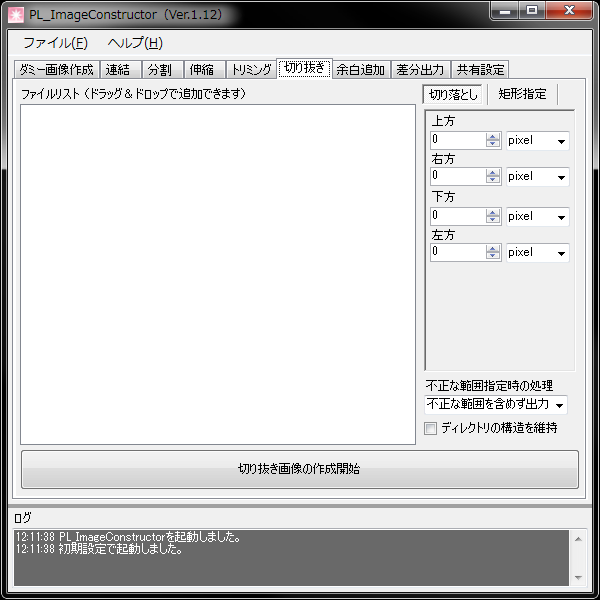 PL_ImageConstructor (Ver.1.12)
ファイル(F) ヘルプ(H)
ダミー画像作成 連結 分割 伸縮 トリミング 切り抜き 余白追加 差分出力 共有設定
ファイルリスト (ドラッグ & ドロップで追加できます)
切り落とし 矩形指定
上方
0 pixel
右方
0 pixel
下方
0 pixel
左方
0 pixel
不正な範囲指定時の処理
不正な範囲を含めず出力
ディレクトリの構造を維持
切り抜き画像の作成開始
ログ
12:11:38 PL_ImageConstructorを起動しました。
12:11:38 初期設定で起動しました。